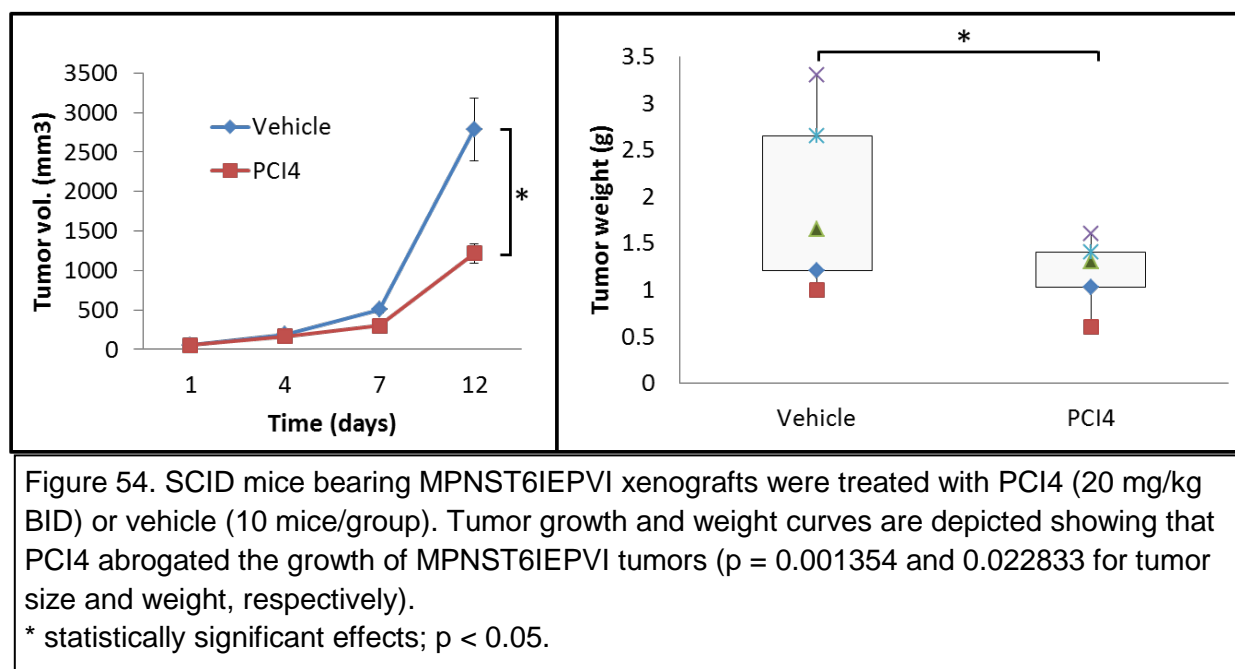 3500
3000
2500
2000
1500
1000
500
0
Tumor vol. (mm3)
Vehicle
PCI4
*
1 4 7 12
Time (days)
*
3.5
3
2.5
2
1.5
1
0.5
0
Tumor weight (g)
Vehicle PCI4
Figure 54. SCID mice bearing MPNST6IEPVI xenografts were treated with PCI4 (20 mg/kg
BID) or vehicle (10 mice/group). Tumor growth and weight curves are depicted showing that
PCI4 abrogated the growth of MPNST6IEPVI tumors (p = 0.001354 and 0.022833 for tumor
size and weight, respectively).
* statistically significant effects; p < 0.05.